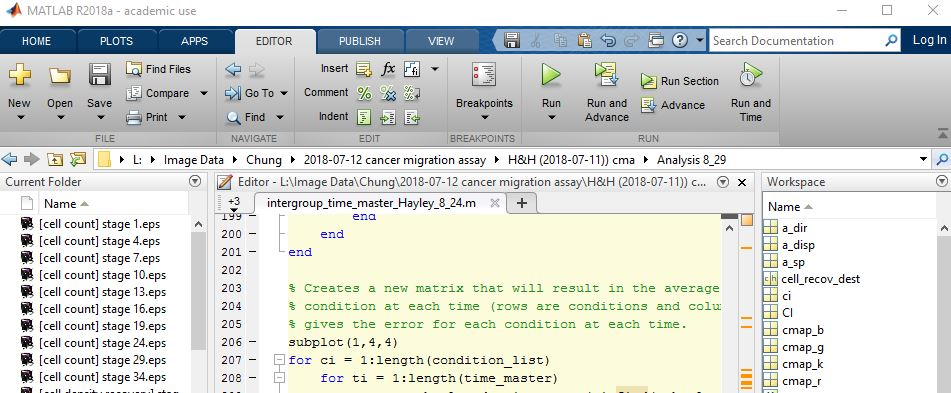 MATLAB R2018a - academic use
HOME PLOTS APPS EDITOR PUBLISH VIEW Search Documentation Log In
New Open Save Find Files Compare Print
Go To Find
Insert fx
Comment
Indent
Breakpoints
Run Run and Advance Run Section Advance Run and Time
FILE NAVIGATE EDIT BREAKPOINTS RUN
L: Image Data Chung 2018-07-12 cancer migration assay H&H (2018-07-11)) cma Analysis 8_29
Current Folder
Name
[cell count] stage 1.eps
[cell count] stage 4.eps
[cell count] stage 7.eps
[cell count] stage 10.eps
[cell count] stage 13.eps
[cell count] stage 16.eps
[cell count] stage 19.eps
[cell count] stage 24.eps
[cell count] stage 29.eps
[cell count] stage 34.eps
Editor - L:\Image Data\Chung\2018-07-12 cancer migration assay\H&H (2018-07-11)) c...
+3 intergroup_time_master_Hayley_8_24.m
199 - end
200 - end
201 - end
202
203 % Creates a new matrix that will result in the average
204 % condition at each time (rows are conditions and colu
205 % gives the error for each condition at each time.
206 - subplot(1,4,4)
207 - for ci = 1:length(condition_list)
208 - for ti = 1:length(time_master)
Workspace
Name
a_dir
a_disp
a_sp
cell_recov_dest
ci
CI
cmap_b
cmap_g
cmap_k
cmap_r